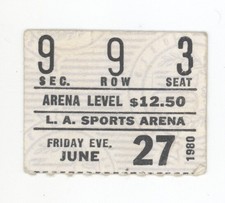 9 9 3
SEC. ROW SEAT
ARENA LEVEL $12.50
L. A. SPORTS ARENA
FRIDAY EVE,
JUNE 27 1980